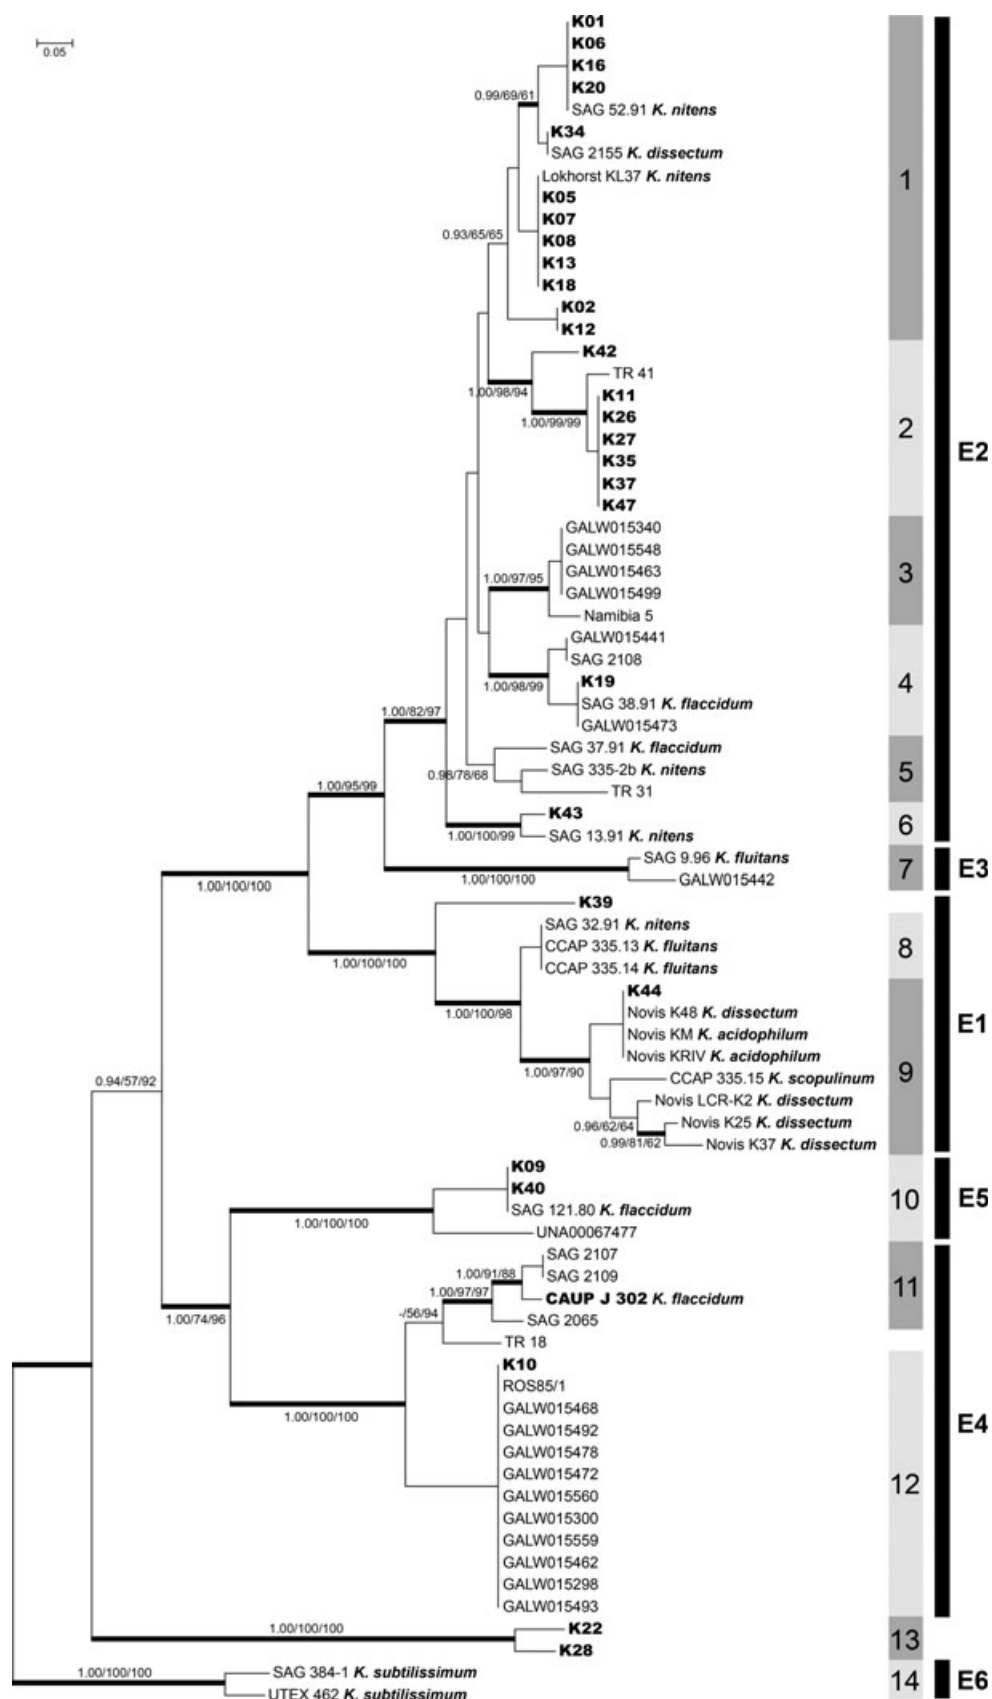 K01
0.05
K06
K16
K20
0.99/69/61
SAG 52.91 K. nitens
K34
SAG 2155 K. dissectum
Lokhorst KL37 K. nitens
1
K05
K07
0.93/65/65
K08
K13
K18
K02
K12
K42
TR 41
1.00/98/94
K11
K26
1.00/99/99
2
K27
E2
K35
K37
K47
GALW015340
GALW015548
GALW015463
3
1.00/97/95
GALW015499
Namibia 5
GALW015441
SAG 2108
K19
4
1.00/98/99
SAG 38.91 K. flaccidum
1.00/82/97
GALW015473
SAG 37.91 K. flaccidum
SAG 335-2b K. nitens
5
0.98/78/68
1.00/95/99
TR 31
K43
6
1.00/100/99
SAG 13.91 K. nitens
SAG 9.96 K. fluitans
7
E3
1.00/100/100
GALW015442
1.00/100/100
K39
SAG 32.91 K. nitens
CCAP 335.13 K. fluitans
8
1.00/100/100
CCAP 335.14 K. fluitans
K44
1.00/100/98
Novis K48 K. dissectum
E1
Novis KM K. acidophilum
Novis KRIV K. acidophilum
9
1.00/97/90
0.94/57/92
CCAP 335.15 K. scopulinum
Novis LCR-K2 K. dissectum
Novis K25 K. dissectum
0.96/62/64
Novis K37 K. dissectum
0.99/81/62
K09
K40
10
E5
SAG 121.80 K. flaccidum
1.00/100/100
UNA00067477
SAG 2107
1.00/91/88
SAG 2109
11
1.00/97/97
CAUP J 302 K. flaccidum
-/56/94
1.00/74/96
SAG 2065
TR 18
K10
ROS85/1
GALW015468
1.00/100/100
E4
GALW015492
GALW015478
GALW015472
12
GALW015560
GALW015300
GALW015559
GALW015462
GALW015298
GALW015493
1.00/100/100
K22
13
K28
1.00/100/100
SAG 384-1 K. subtilissimum
14
E6
UTEX 462 K. subtilissimum